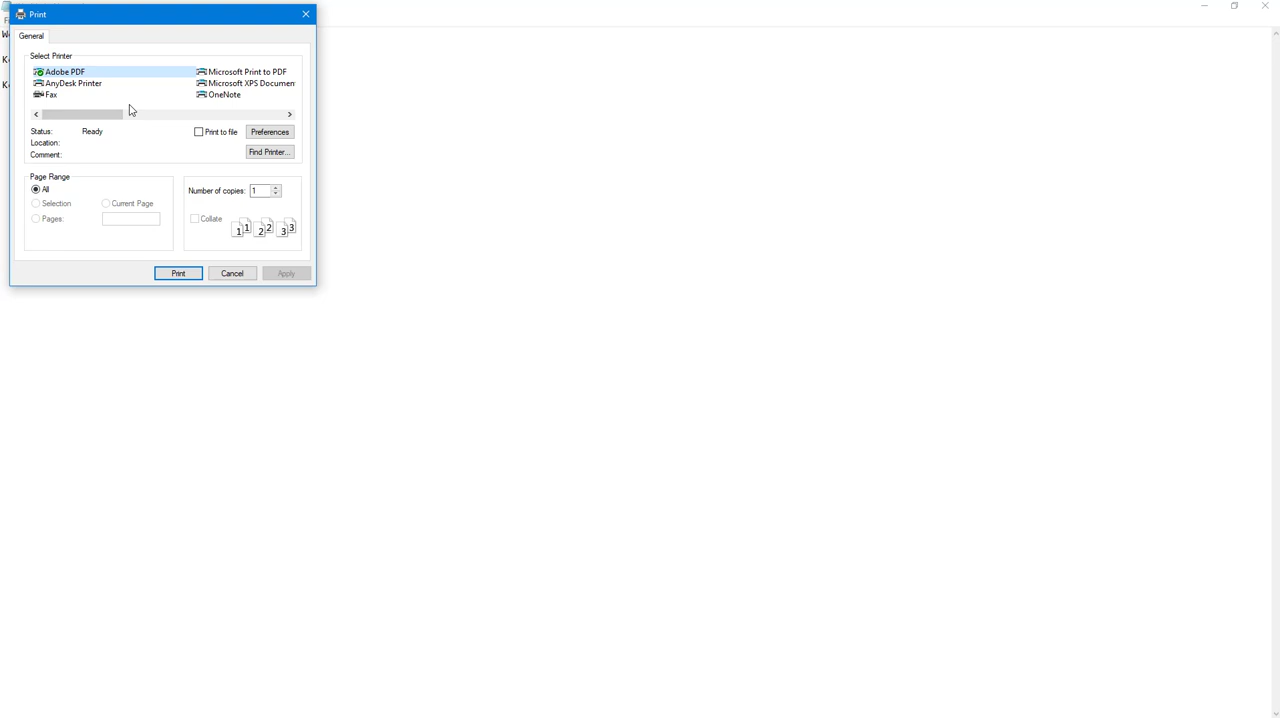 Print
General
Select Printer
Adobe PDF
Microsoft Print to PDF
AnyDesk Printer
Microsoft XPS Documen
Fax
OneNote
Status: Ready
Print to file
Preferences
Location:
Comment:
Find Printer...
Page Range
All
Selection
Current Page
Pages:
Number of copies: 1
Collate
1 1 2 2 3 3
Print
Cancel
Apply